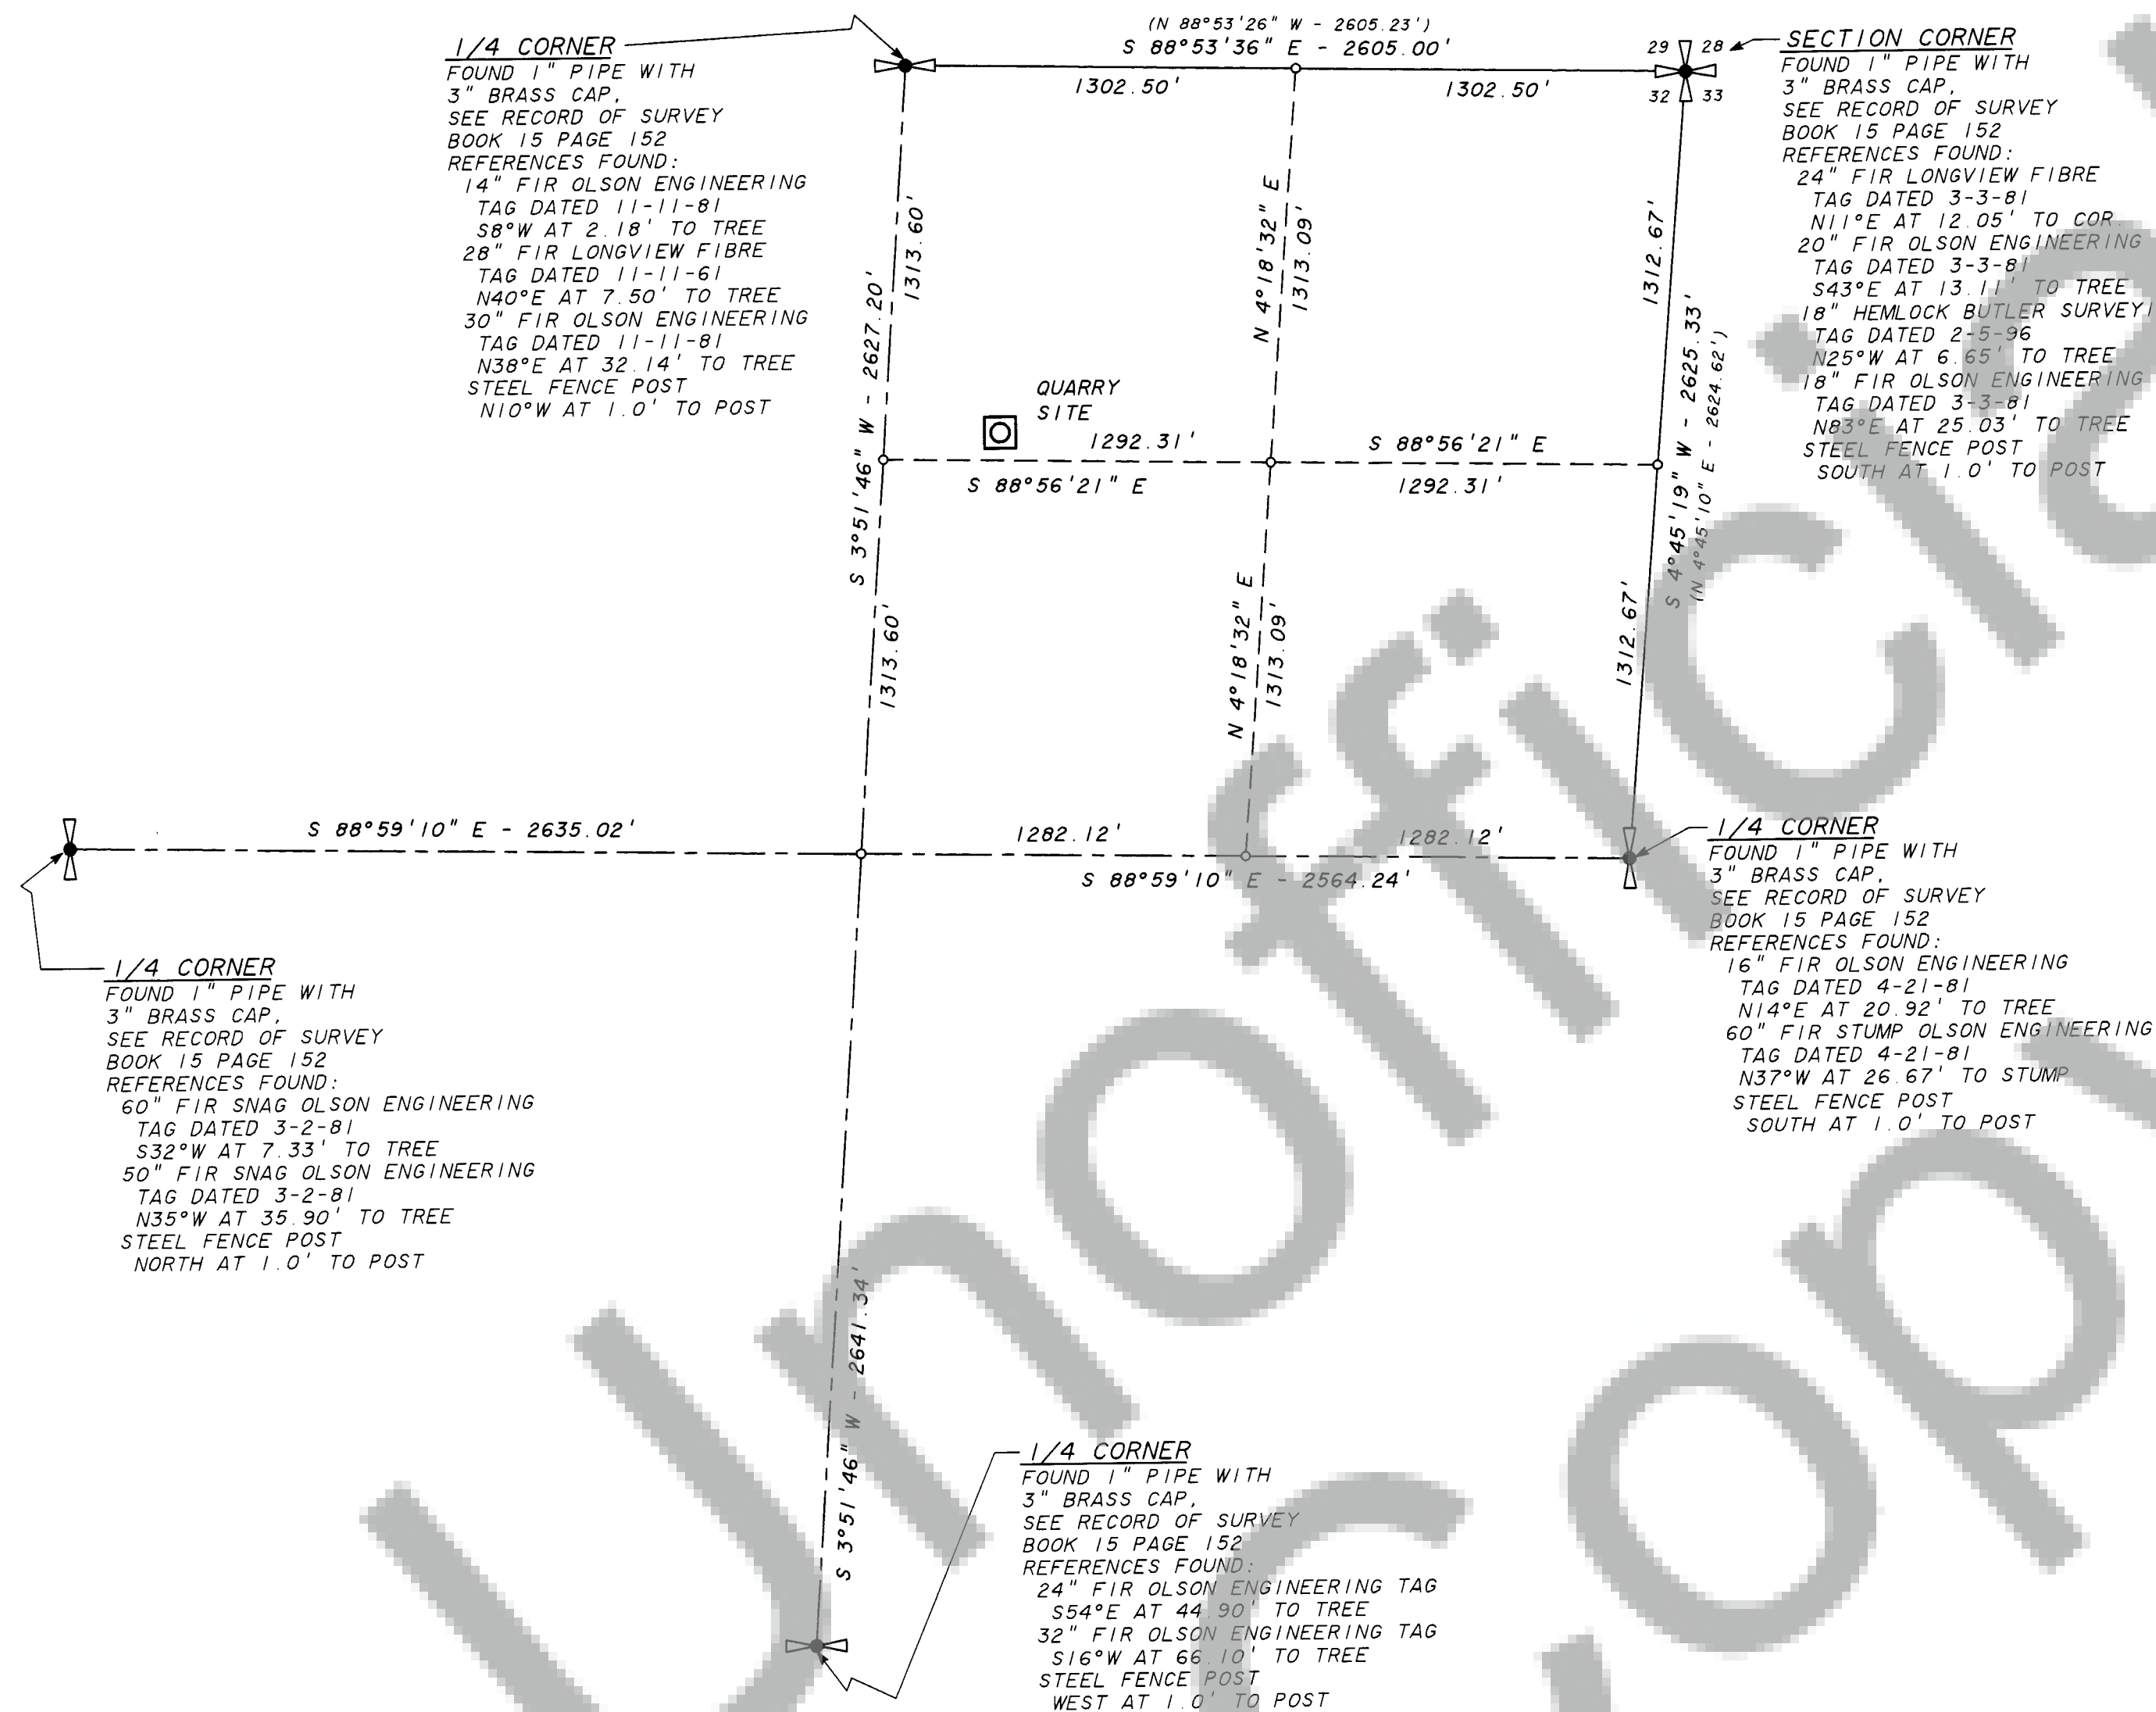 (N 88°53'26" W - 2605.23')
S 88°53'36" E - 2605.00'
1302.50'
1302.50'
29 28
32 33
1/4 CORNER
FOUND 1" PIPE WITH
3" BRASS CAP,
SEE RECORD OF SURVEY
BOOK 15 PAGE 152
REFERENCES FOUND:
14" FIR OLSON ENGINEERING
TAG DATED 11-11-81
S8°W AT 2.18' TO TREE
28" FIR LONGVIEW FIBRE
TAG DATED 11-11-61
N40°E AT 7.50' TO TREE
30" FIR OLSON ENGINEERING
TAG DATED 11-11-81
N38°E AT 32.14' TO TREE
STEEL FENCE POST
N10°W AT 1.0' TO POST
SECTION CORNER
FOUND 1" PIPE WITH
3" BRASS CAP,
SEE RECORD OF SURVEY
BOOK 15 PAGE 152
REFERENCES FOUND:
24" FIR LONGVIEW FIBRE
TAG DATED 3-3-81
N11°E AT 12.05' TO COR.
20" FIR OLSON ENGINEERING
TAG DATED 3-3-81
S43°E AT 13.11' TO TREE
18" HEMLOCK BUTLER SURVEYI
TAG DATED 2-5-96
N25°W AT 6.65' TO TREE
18" FIR OLSON ENGINEERING
TAG DATED 3-3-81
N83°E AT 25.03' TO TREE
STEEL FENCE POST
SOUTH AT 1.0' TO POST
1313.60'
S 3°51'46" W - 2627.20'
1313.60'
N 4°18'32" E
1313.09'
N 4°18'32" E
1313.09'
1312.67'
S 4°45'19" W - 2625.33'
(N 4°45'10" E - 2624.62')
1312.67'
QUARRY
SITE
1292.31'
S 88°56'21" E
S 88°56'21" E
1292.31'
S 88°59'10" E - 2635.02'
1282.12'
1282.12'
S 88°59'10" E - 2564.24'
1/4 CORNER
FOUND 1" PIPE WITH
3" BRASS CAP,
SEE RECORD OF SURVEY
BOOK 15 PAGE 152
REFERENCES FOUND:
16" FIR OLSON ENGINEERING
TAG DATED 4-21-81
N14°E AT 20.92' TO TREE
60" FIR STUMP OLSON ENGINEERING
TAG DATED 4-21-81
N37°W AT 26.67' TO STUMP
STEEL FENCE POST
SOUTH AT 1.0' TO POST
1/4 CORNER
FOUND 1" PIPE WITH
3" BRASS CAP,
SEE RECORD OF SURVEY
BOOK 15 PAGE 152
REFERENCES FOUND:
60" FIR SNAG OLSON ENGINEERING
TAG DATED 3-2-81
S32°W AT 7.33' TO TREE
50" FIR SNAG OLSON ENGINEERING
TAG DATED 3-2-81
N35°W AT 35.90' TO TREE
STEEL FENCE POST
NORTH AT 1.0' TO POST
S 3°51'46" W - 2641.34'
1/4 CORNER
FOUND 1" PIPE WITH
3" BRASS CAP,
SEE RECORD OF SURVEY
BOOK 15 PAGE 152
REFERENCES FOUND:
24" FIR OLSON ENGINEERING TAG
S54°E AT 44.90' TO TREE
32" FIR OLSON ENGINEERING TAG
S16°W AT 66.10' TO TREE
STEEL FENCE POST
WEST AT 1.0' TO POST
Unofficia